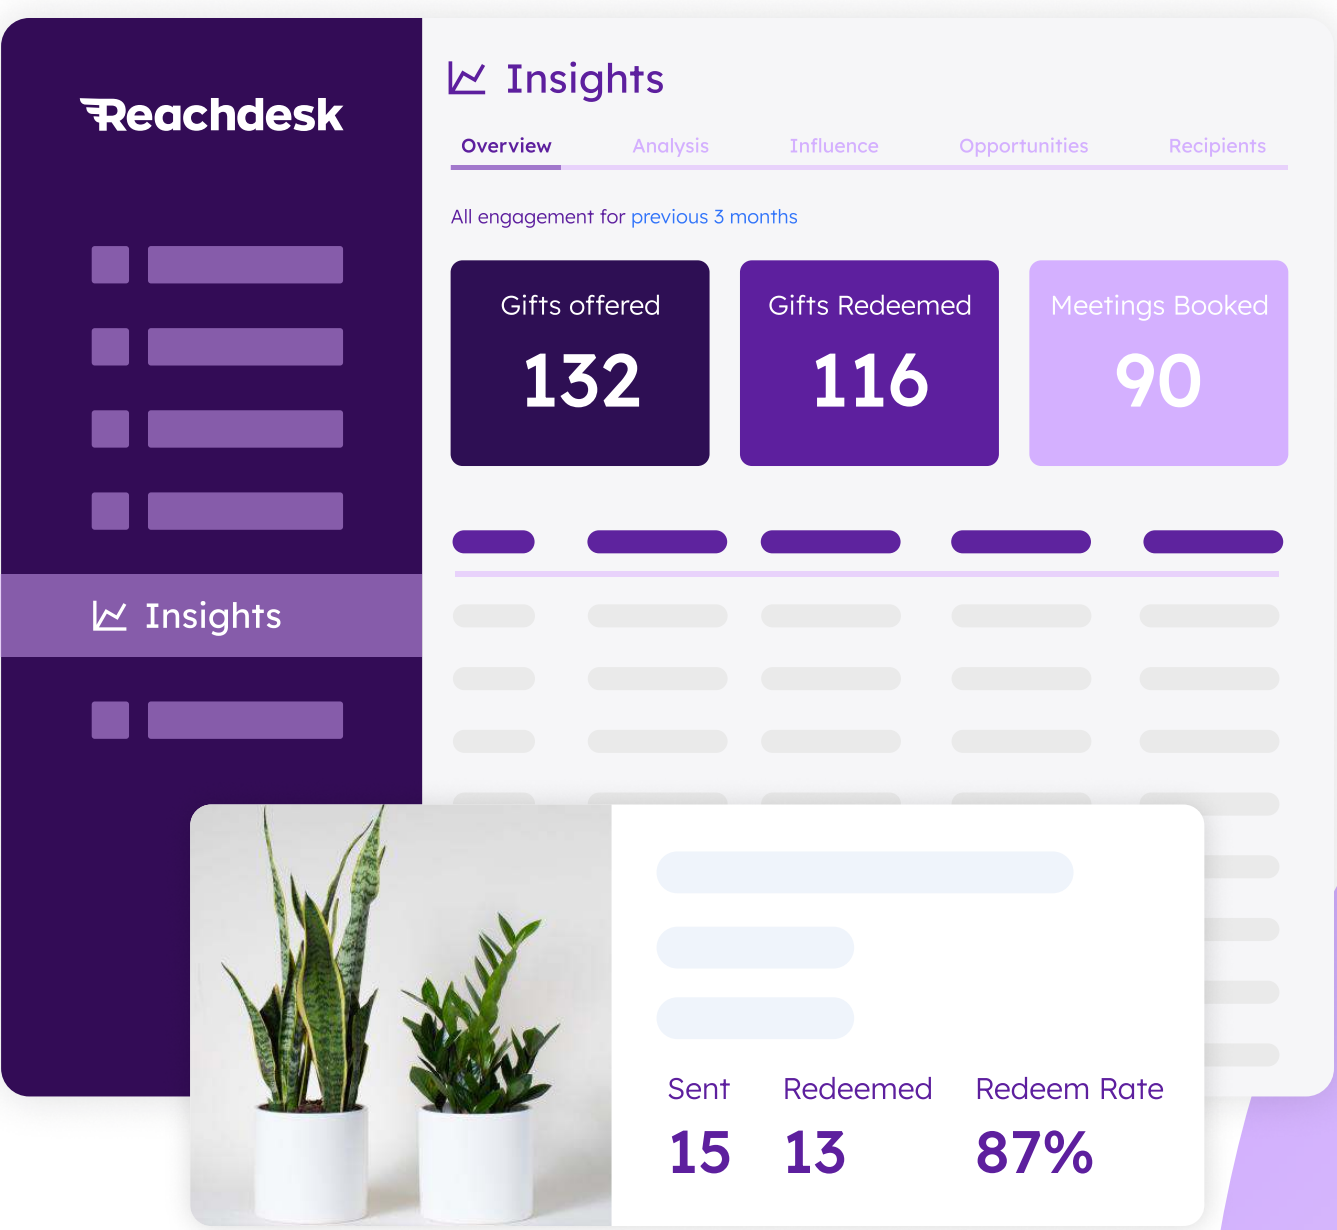 Reachdesk
Insights
Insights
Overview Analysis Influence Opportunities Recipients
All engagement for previous 3 months
Gifts offered Gifts Redeemed Meetings Booked
132 116 90
Sent Redeemed Redeem Rate
15 13 87%